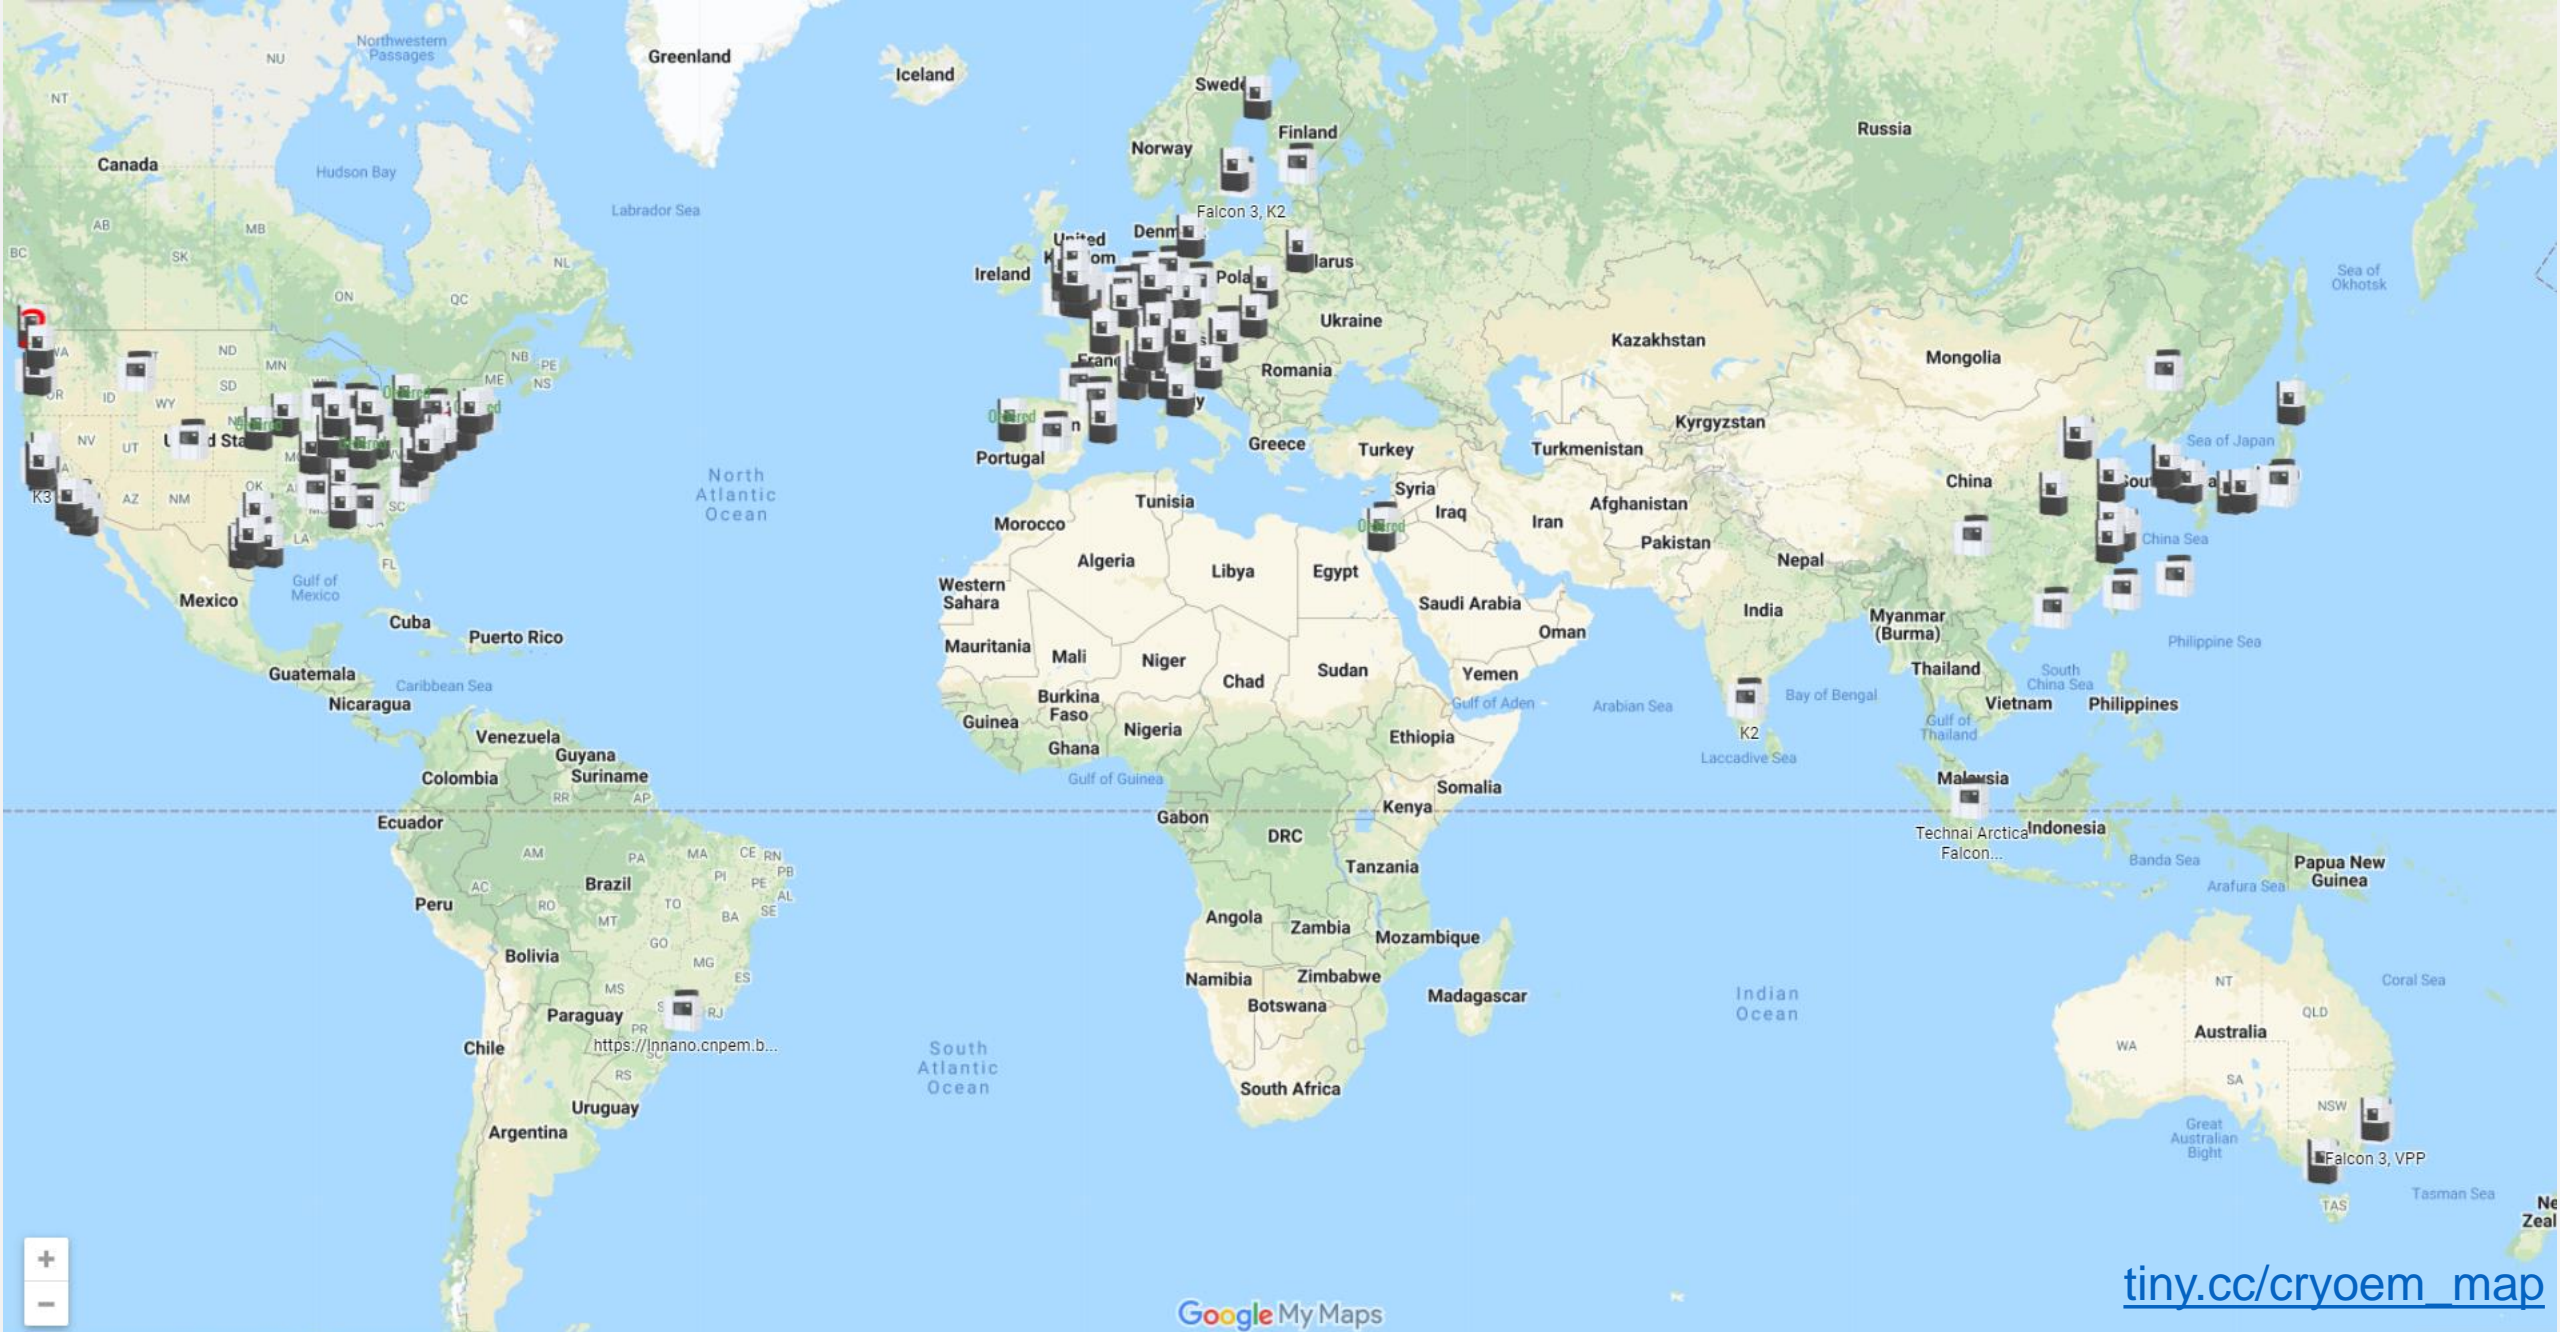 Northwestern
Passages
Greenland
NU
Iceland
NT
Finland
Russia
Norway
Canada
Hudson Bay
Labrador Sea
Falcon 3, K2
AB
MB
BC
SK
NL
Ireland
Sea of
Okhotsk
ON
QC
Ukraine
Kazakhstan
Mongolia
ND
MN
NB
PE
ME
NS
SD
ID
WY
Romania
Kyrgyzstan
NV
UT
Sea of Japan
Greece
Turkey
Turkmenistan
Portugal
China
North
Atlantic
Ocean
K3
AZ
NM
OK
SC
Syria
Tunisia
Afghanistan
Iraq
Iran
Morocco
LA
Pakistan
China Sea
Algeria
Libya
Egypt
Nepal
FL
Gulf of
Mexico
Mexico
Western
Sahara
Saudi Arabia
India
Myanmar
(Burma)
Cuba
Puerto Rico
Oman
Philippine Sea
Mauritania
Mali
Niger
Chad
Sudan
Yemen
Thailand
South
China Sea
Guatemala
Caribbean Sea
Nicaragua
Burkina
Faso
Gulf of Aden
Arabian Sea
Bay of Bengal
Vietnam
Philippines
Guinea
Nigeria
Ghana
Ethiopia
K2
Gulf of
Thailand
Laccadive Sea
Venezuela
Guyana
Suriname
Colombia
Gulf of Guinea
Somalia
Malaysia
RR
AP
Kenya
Gabon
Ecuador
DRC
Technai Arctica
Falcon...
Indonesia
AM
PA
MA
CE
RN
PB
PI
PE
AL
SE
Tanzania
Banda Sea
Papua New
Guinea
Arafura Sea
Brazil
AC
RO
TO
BA
MT
Peru
Angola
Zambia
Mozambique
GO
Bolivia
MG
ES
MS
Namibia
Zimbabwe
Botswana
Madagascar
Indian
Ocean
NT
Coral Sea
QLD
Paraguay
RJ
PR
SC
https://lnnano.cnpem.b...
Australia
WA
Chile
South
Atlantic
Ocean
RS
South Africa
SA
NSW
Uruguay
Argentina
Great
Australian
Bight
Falcon 3, VPP
Tasman Sea
TAS
Ne
Zeal
+
−
tiny.cc/cryoem_map
Google My Maps